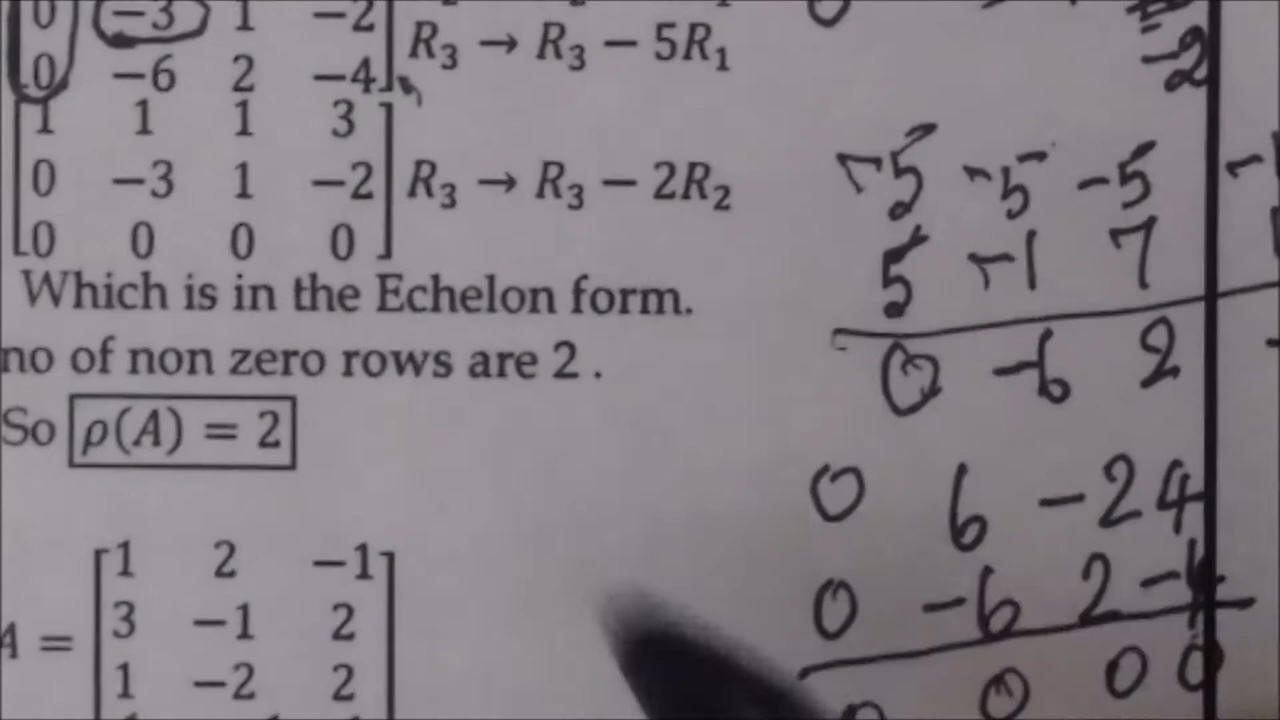 0 −3 1 −2
0 −6 2 −4 R₃ → R₃ − 5R₁
1 1 1 3
0 −3 1 −2 R₃ → R₃ − 2R₂
0 0 0 0
Which is in the Echelon form.
no of non zero rows are 2 .
So ρ(A) = 2
A = 1 2 −1
3 −1 2
1 −2 2
-2
-5 -5 -5
5 -1 7
0 -6 2
0 6 -2 4
0 -6 2 -4
0 0 0 0